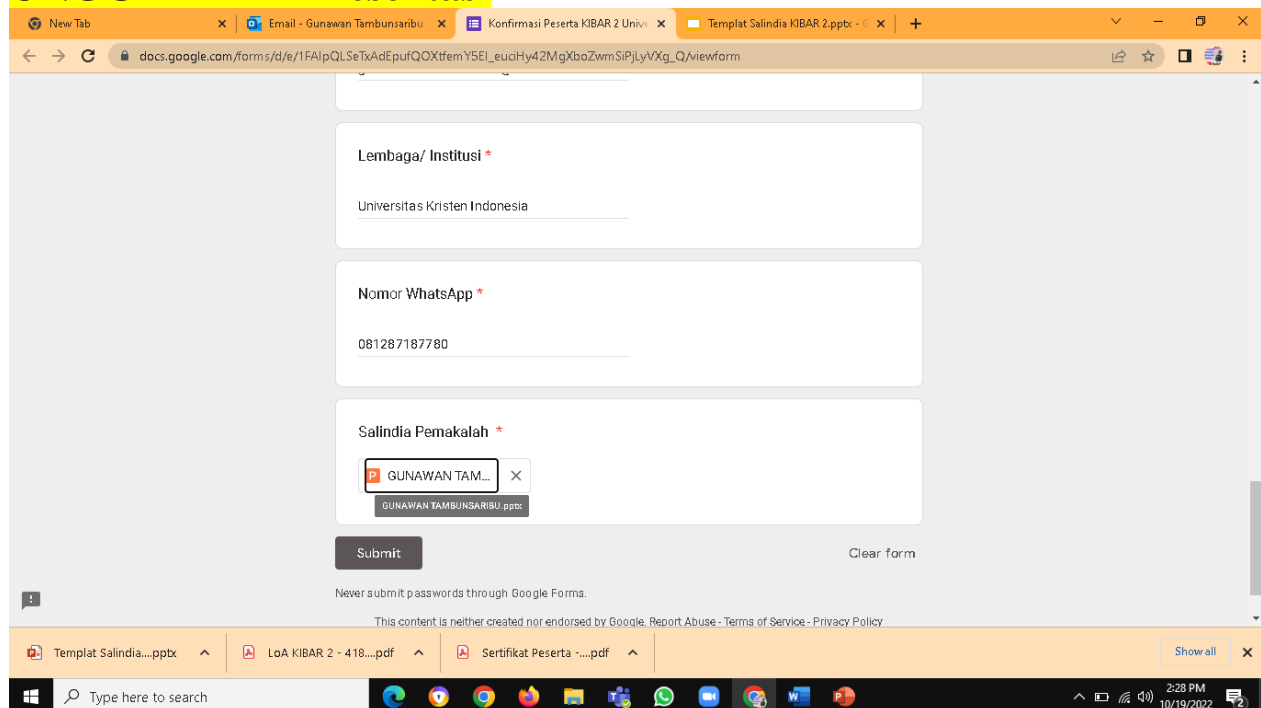 New Tab
Email - Gunawan Tambunsaribu -
Konfirmasi Peserta KIBAR 2 Unive
Templat Salindia KIBAR 2.pptx - G
docs.google.com/forms/d/e/1FAIpQLSeTxAdEpufQOXtfemY5EI_euciHy42MgXboZwmSiPjLyVXg_Q/viewform
Lembaga/ Institusi *
Universitas Kristen Indonesia
Nomor WhatsApp *
081287187780
Salindia Pemakalah *
GUNAWAN TAM...
GUNAWAN TAMBUNSARIBU.pptx
Submit
Clear form
Never submit passwords through Google Forms.
This content is neither created nor endorsed by Google. Report Abuse - Terms of Service - Privacy Policy
Templat Salindia....pptx
LoA KIBAR 2 - 418....pdf
Sertifikat Peserta -....pdf
Show all
Type here to search
2:28 PM
10/19/2022